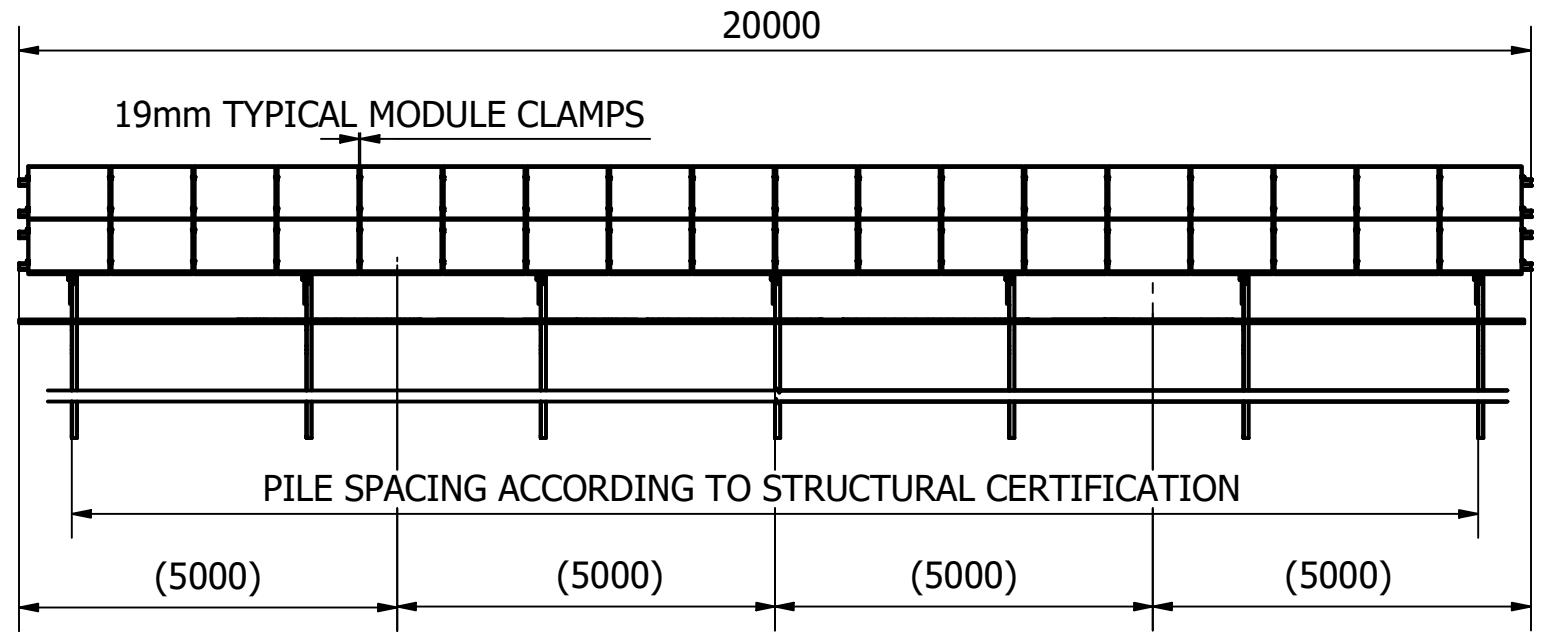 20000
19mm TYPICAL MODULE CLAMPS
PILE SPACING ACCORDING TO STRUCTURAL CERTIFICATION
(5000) (5000) (5000) (5000)